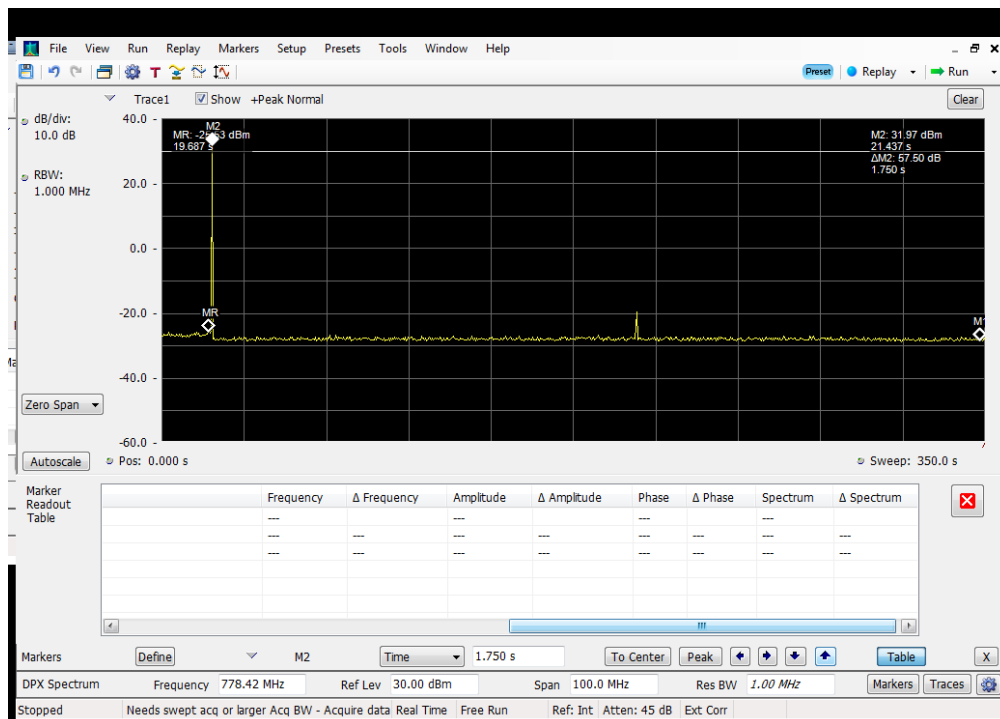 File View Run Replay Markers Setup Presets Tools Window Help
Preset Replay Run
Trace1 Show +Peak Normal Clear
dB/div:
10.0 dB
RBW:
1.000 MHz
40.0
20.0
0.0
-20.0
-40.0
-60.0
M2
MR: dBm
19.687 s
M2: 31.97 dBm
21.437 s
ΔM2: 57.50 dB
1.750 s
MR
Zero Span
Autoscale Pos: 0.000 s Sweep: 350.0 s
Marker
Readout
Table
Frequency Δ Frequency Amplitude Δ Amplitude Phase Δ Phase Spectrum Δ Spectrum
--- --- --- ---
--- --- --- --- --- --- --- ---
--- --- --- --- --- --- --- ---
Markers Define M2 Time 1.750 s To Center Peak Table X
DPX Spectrum Frequency 778.42 MHz Ref Lev 30.00 dBm Span 100.0 MHz Res BW 1.00 MHz Markers Traces
Stopped Needs swept acq or larger Acq BW - Acquire data Real Time Free Run Ref: Int Atten: 45 dB Ext Corr